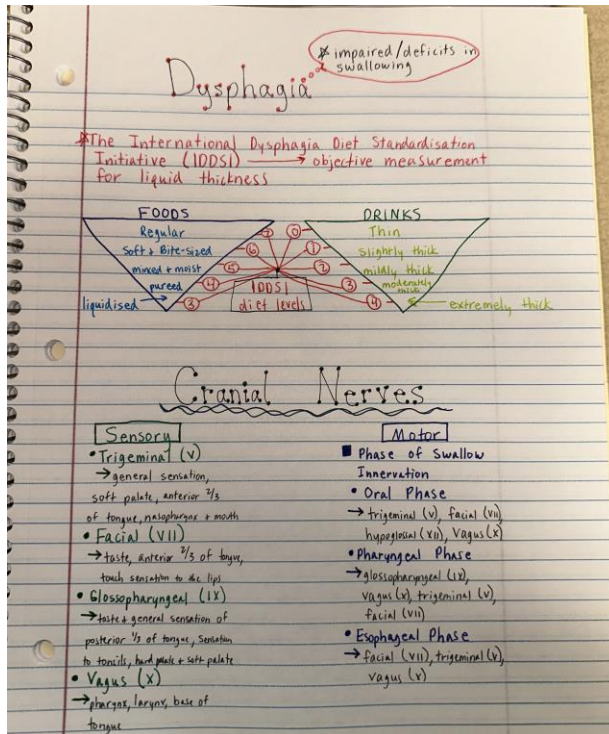 * impaired/deficits in
swallowing
Dysphagia
*The International Dysphagia Diet Standardisation
Initiative (IDDSI) → objective measurement
for liquid thickness
FOODS
Regular
Soft + Bite-sized
minced + moist
pureed
liquidised
7
6
5
4
3
IDDSI
diet levels
0
1
2
3
4
DRINKS
Thin
Slightly thick
mildly thick
moderately
thick
extremely thick
Cranial Nerves
Sensory
• Trigeminal (V)
→ general sensation,
soft palate, anterior 2/3
of tongue, nasopharynx + mouth
• Facial (VII)
→ taste, anterior 2/3 of tongue,
touch sensation to the lips
• Glossopharyngeal (IX)
→ taste + general sensation of
posterior 1/3 of tongue, Sensation
to tonsils, hard palate + soft palate
• Vagus (X)
→ pharynx, larynx, base of
tongue
Motor
■ Phase of Swallow
Innervation
• Oral Phase
→ trigeminal (V), facial (VII)
hypoglossal (XII), Vagus (X)
• Pharyngeal Phase
→ glossopharyngeal (IX),
vagus (X), trigeminal (V),
facial (VII)
• Esophageal Phase
→ facial (VII), trigeminal (V),
vagus (X)